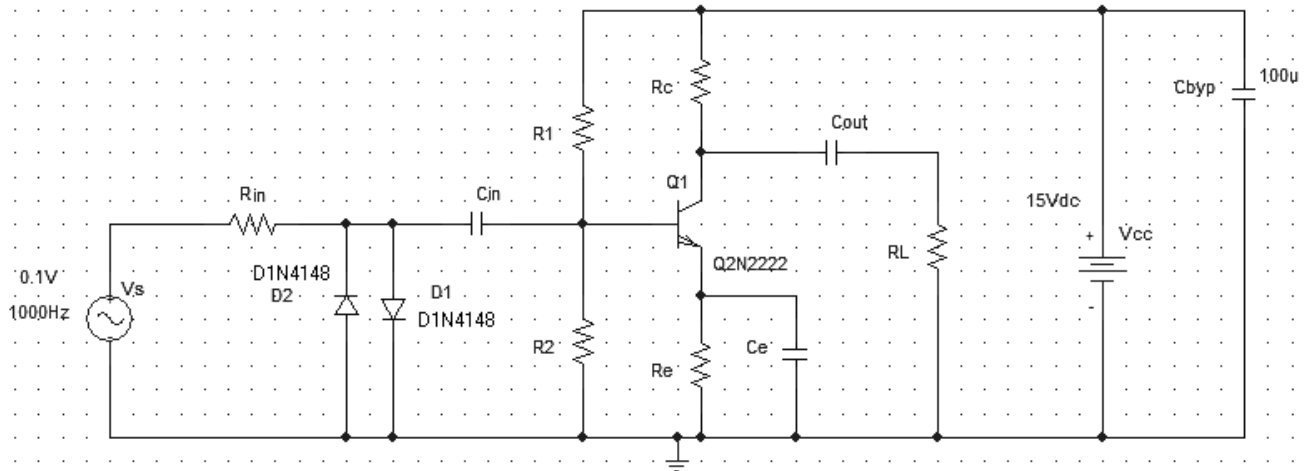 Rc
Cbyp
100u
R1
Cout
Rin
Cin
Q1
15Vdc
+
Vcc
-
RL
Q2N2222
0.1V
1000Hz
Vs
D1N4148
D2
D1
D1N4148
R2
Re
Ce